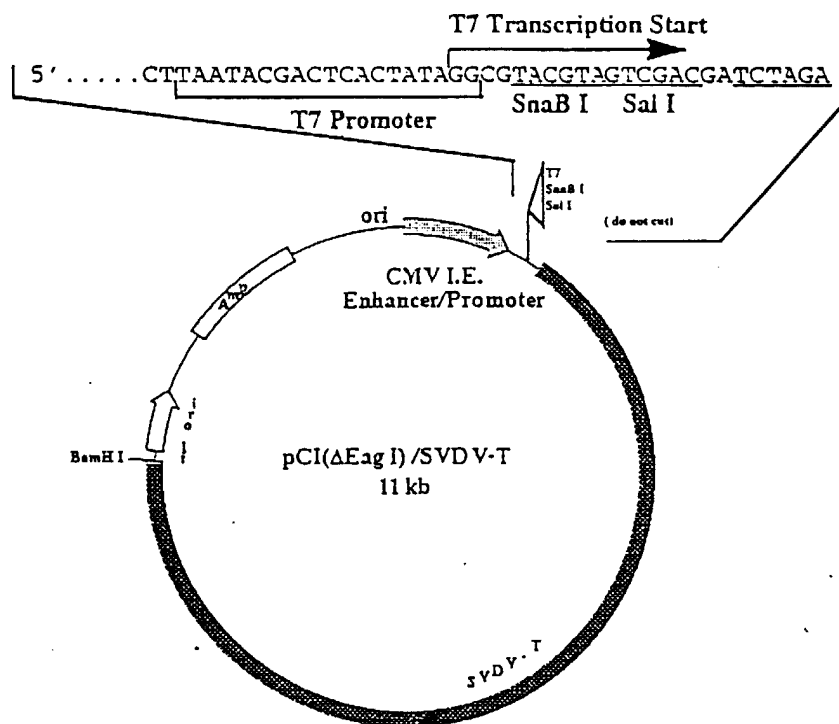 T7 Transcription Start
5'.....CTTAATACGACTCACTATAGGCGTACGTAGTCGACGATCTAGA
SnaB I Sal I
T7 Promoter
T7
SnaB I
Sal I
(do not cut)
ori
CMV I.E.
Enhancer/Promoter
Amp
ori
BamH I
pCI(ΔEag I)/SVDV-T
11 kb
SVDV-T